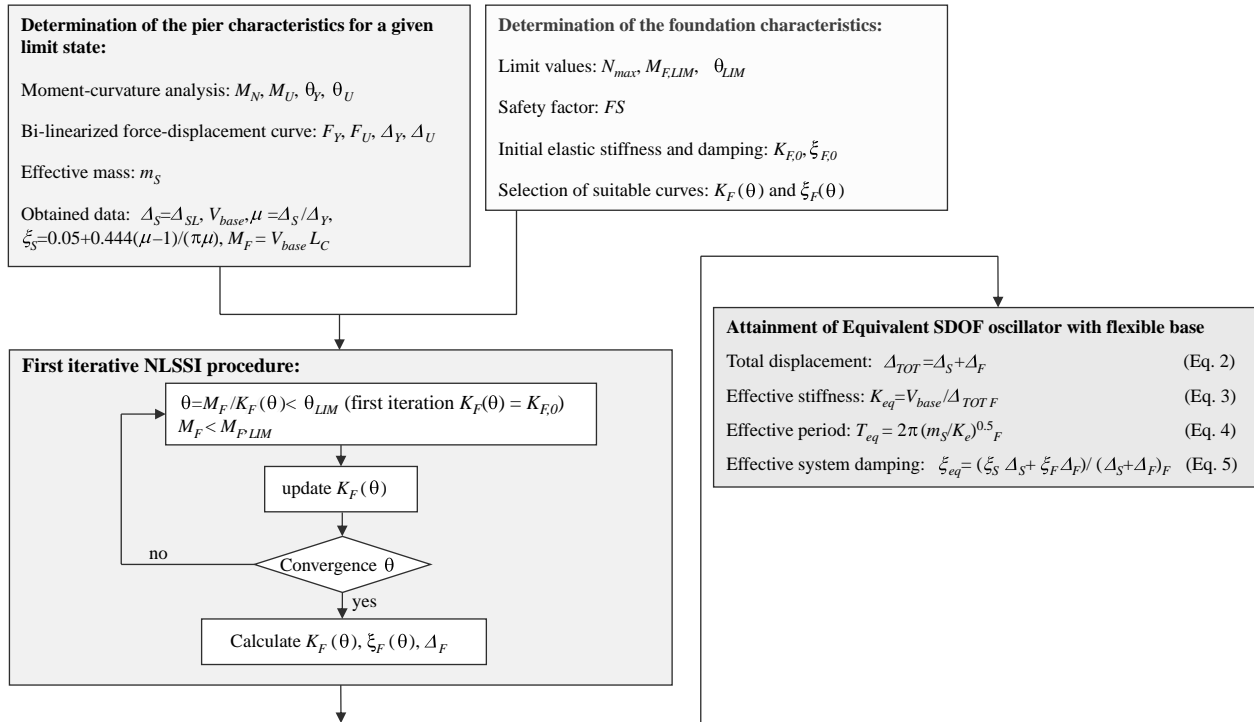 Determination of the pier characteristics for a given
limit state:
Moment-curvature analysis: M_N, M_U, θ_Y, θ_U
Bi-linearized force-displacement curve: F_Y, F_U, Δ_Y, Δ_U
Effective mass: m_S
Obtained data: Δ_S=Δ_SL, V_base, μ =Δ_S/Δ_Y,
ξ_S=0.05+0.444(μ–1)/(πμ), M_F = V_base L_C
Determination of the foundation characteristics:
Limit values: N_max, M_F,LIM, θ_LIM
Safety factor: FS
Initial elastic stiffness and damping: K_F,0, ξ_F,0
Selection of suitable curves: K_F(θ) and ξ_F(θ)
First iterative NLSSI procedure:
θ=M_F/K_F(θ)< θ_LIM (first iteration K_F(θ) = K_F,0)
M_F< M_F,LIM
update K_F(θ)
Convergence θ
no
yes
Calculate K_F(θ), ξ_F(θ), Δ_F
Attainment of Equivalent SDOF oscillator with flexible base
Total displacement: Δ_TOT=Δ_S+Δ_F (Eq. 2)
Effective stiffness: K_eq=V_base/Δ_TOT F (Eq. 3)
Effective period: T_eq = 2π(m_S/K_e)^0.5 _F (Eq. 4)
Effective system damping: ξ_eq= (ξ_S Δ_S+ ξ_F Δ_F)/ (Δ_S+Δ_F)_F (Eq. 5)